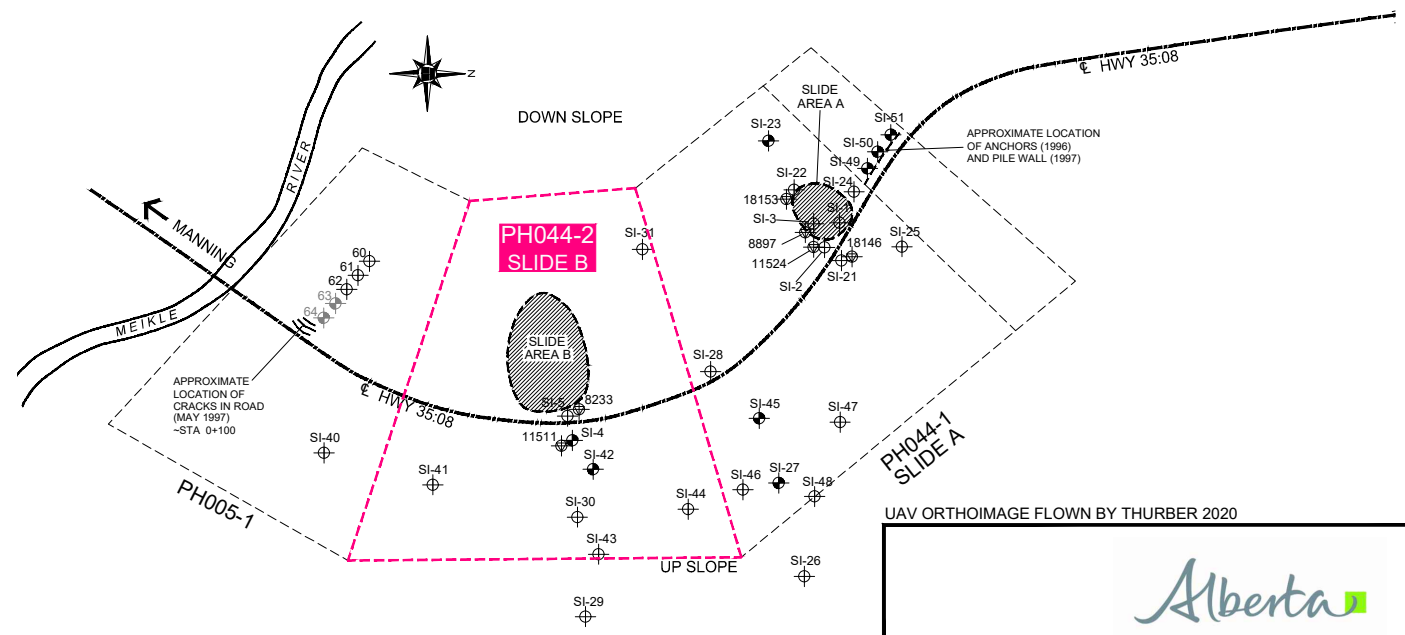 N
DOWN SLOPE
℄ HWY 35:08
SLIDE
AREA A
SI-23
SI-51
SI-50
SI-49
APPROXIMATE LOCATION
OF ANCHORS (1996)
AND PILE WALL (1997)
SI-22
SI-24
18153
SI-1
SI-3
8897
11524
SI-2
18146
SI-21
SI-25
RIVER
MEIKLE
MANNING
60
61
62
63
64
PH044-2
SLIDE B
SI-31
SLIDE
AREA B
SI-28
APPROXIMATE
LOCATION OF
CRACKS IN ROAD
(MAY 1997)
~STA 0+100
℄ HWY 35:08
SI-5
8233
11511
SI-4
SI-42
SI-45
SI-47
SI-40
SI-41
SI-46
SI-27
SI-48
PH044-1
SLIDE A
PH005-1
SI-30
SI-44
SI-43
UP SLOPE
SI-26
SI-29
UAV ORTHOIMAGE FLOWN BY THURBER 2020
Alberta